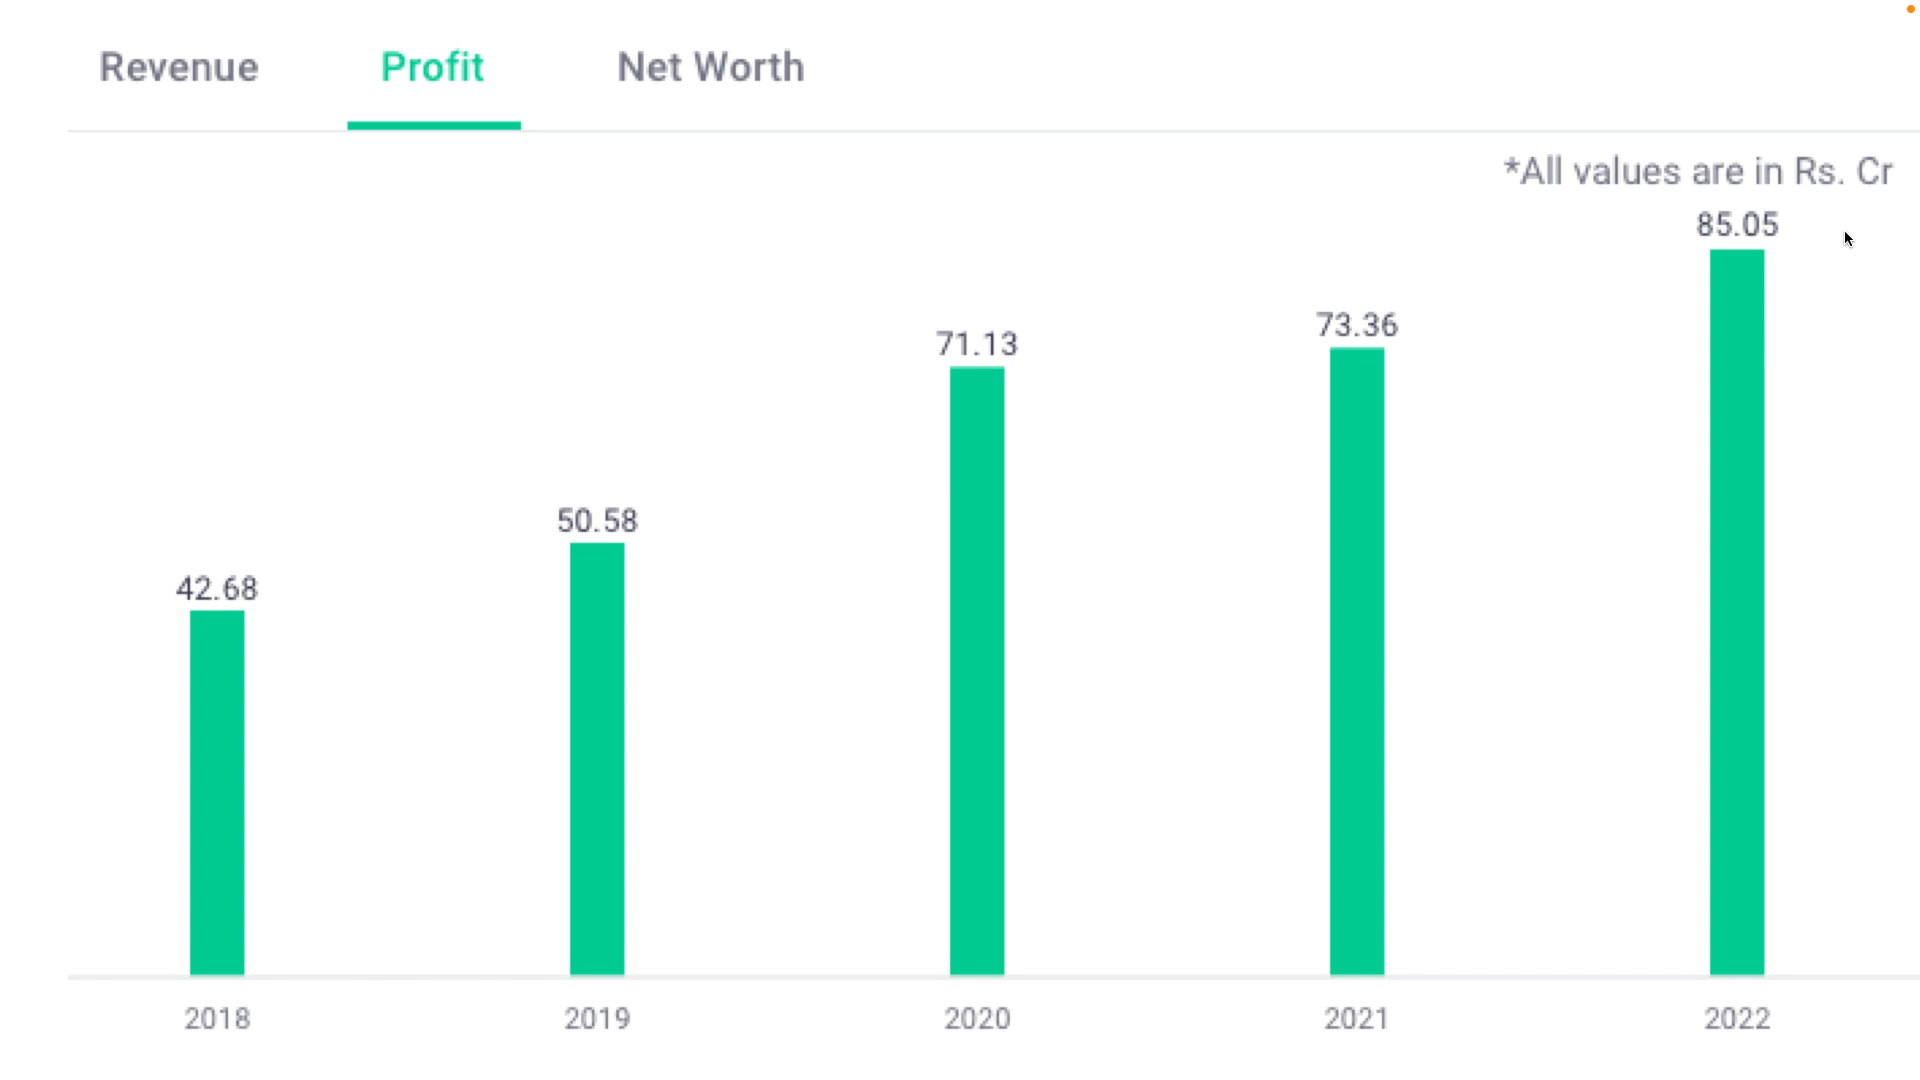 Revenue Profit Net Worth
*All values are in Rs. Cr
85.05
73.36
71.13
50.58
42.68
2018 2019 2020 2021 2022